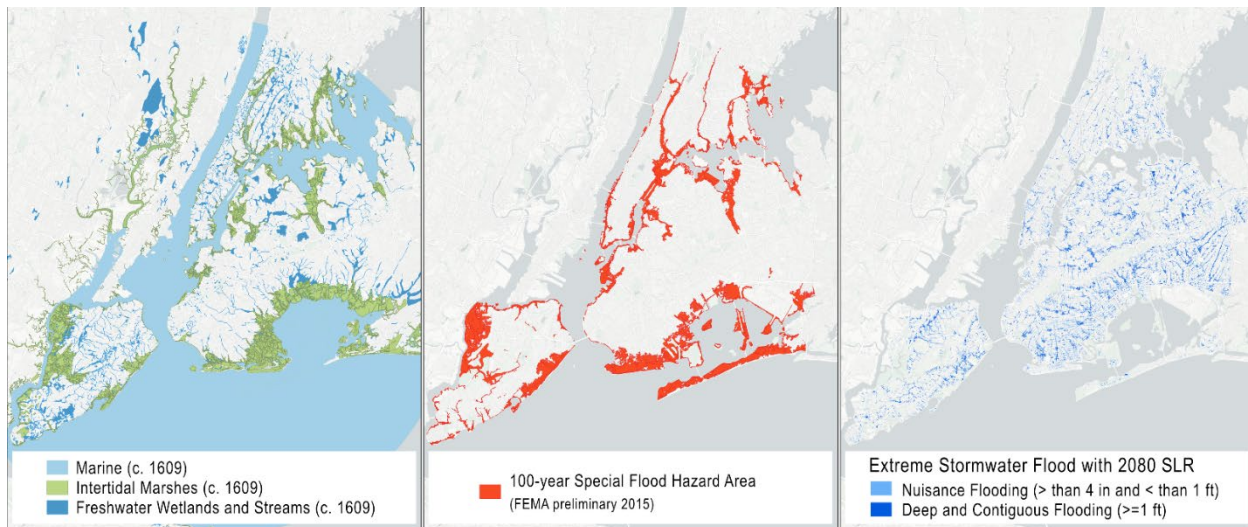 Marine (c. 1609)
Intertidal Marshes (c. 1609)
Freshwater Wetlands and Streams (c. 1609)
100-year Special Flood Hazard Area
(FEMA preliminary 2015)
Extreme Stormwater Flood with 2080 SLR
Nuisance Flooding (> than 4 in and < than 1 ft)
Deep and Contiguous Flooding (>=1 ft)